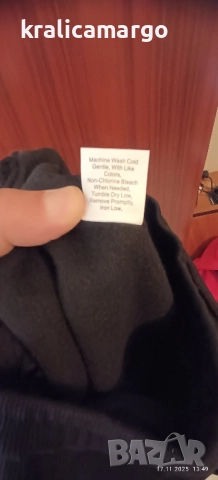 kralicamargo
Machine Wash Cold
Gentle, With Like
Colors,
Non-Chlorine Bleach
When Needed,
Tumble Dry Low,
Remove Promptly,
Iron Low,
BAZAR
17.11.2025 13:49